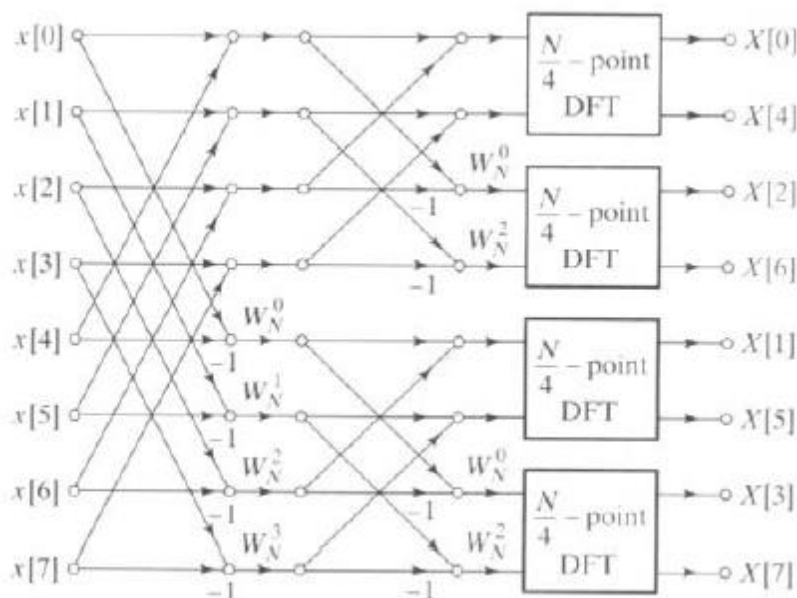 x[0]
x[1]
x[2]
x[3]
x[4]
x[5]
x[6]
x[7]
-1
W_N^0
-1
W_N^1
-1
W_N^2
-1
W_N^3
-1
W_N^0
-1
W_N^2
-1
W_N^0
-1
W_N^2
N/4 - point
DFT
N/4 - point
DFT
N/4 - point
DFT
N/4 - point
DFT
X[0]
X[4]
X[2]
X[6]
X[1]
X[5]
X[3]
X[7]